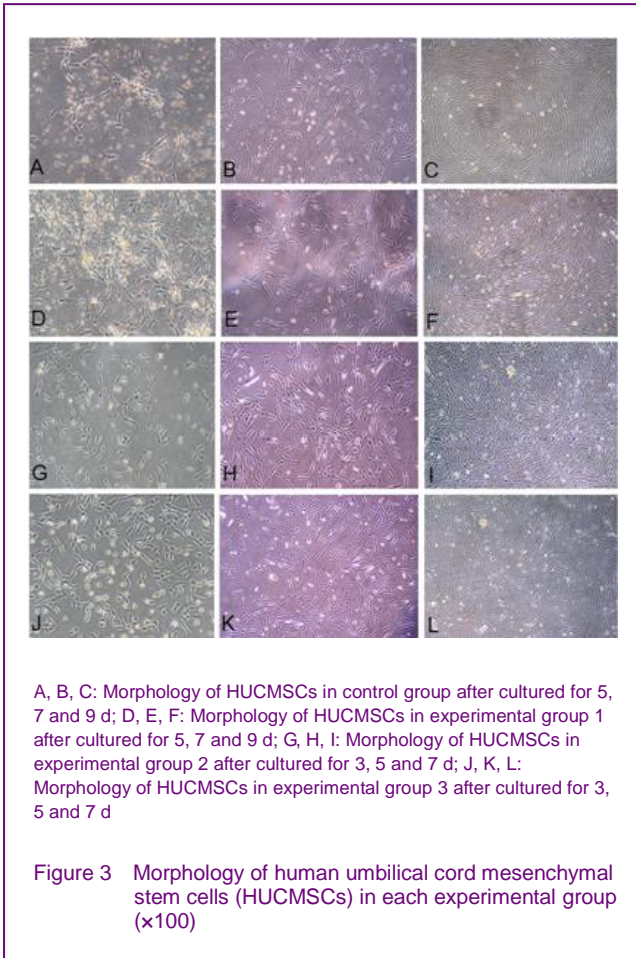 A
B
C
D
E
F
G
H
I
J
K
L
A, B, C: Morphology of HUCMSCs in control group after cultured for 5,
7 and 9 d; D, E, F: Morphology of HUCMSCs in experimental group 1
after cultured for 5, 7 and 9 d; G, H, I: Morphology of HUCMSCs in
experimental group 2 after cultured for 3, 5 and 7 d; J, K, L:
Morphology of HUCMSCs in experimental group 3 after cultured for 3,
5 and 7 d
Figure 3 Morphology of human umbilical cord mesenchymal
stem cells (HUCMSCs) in each experimental group
(×100)